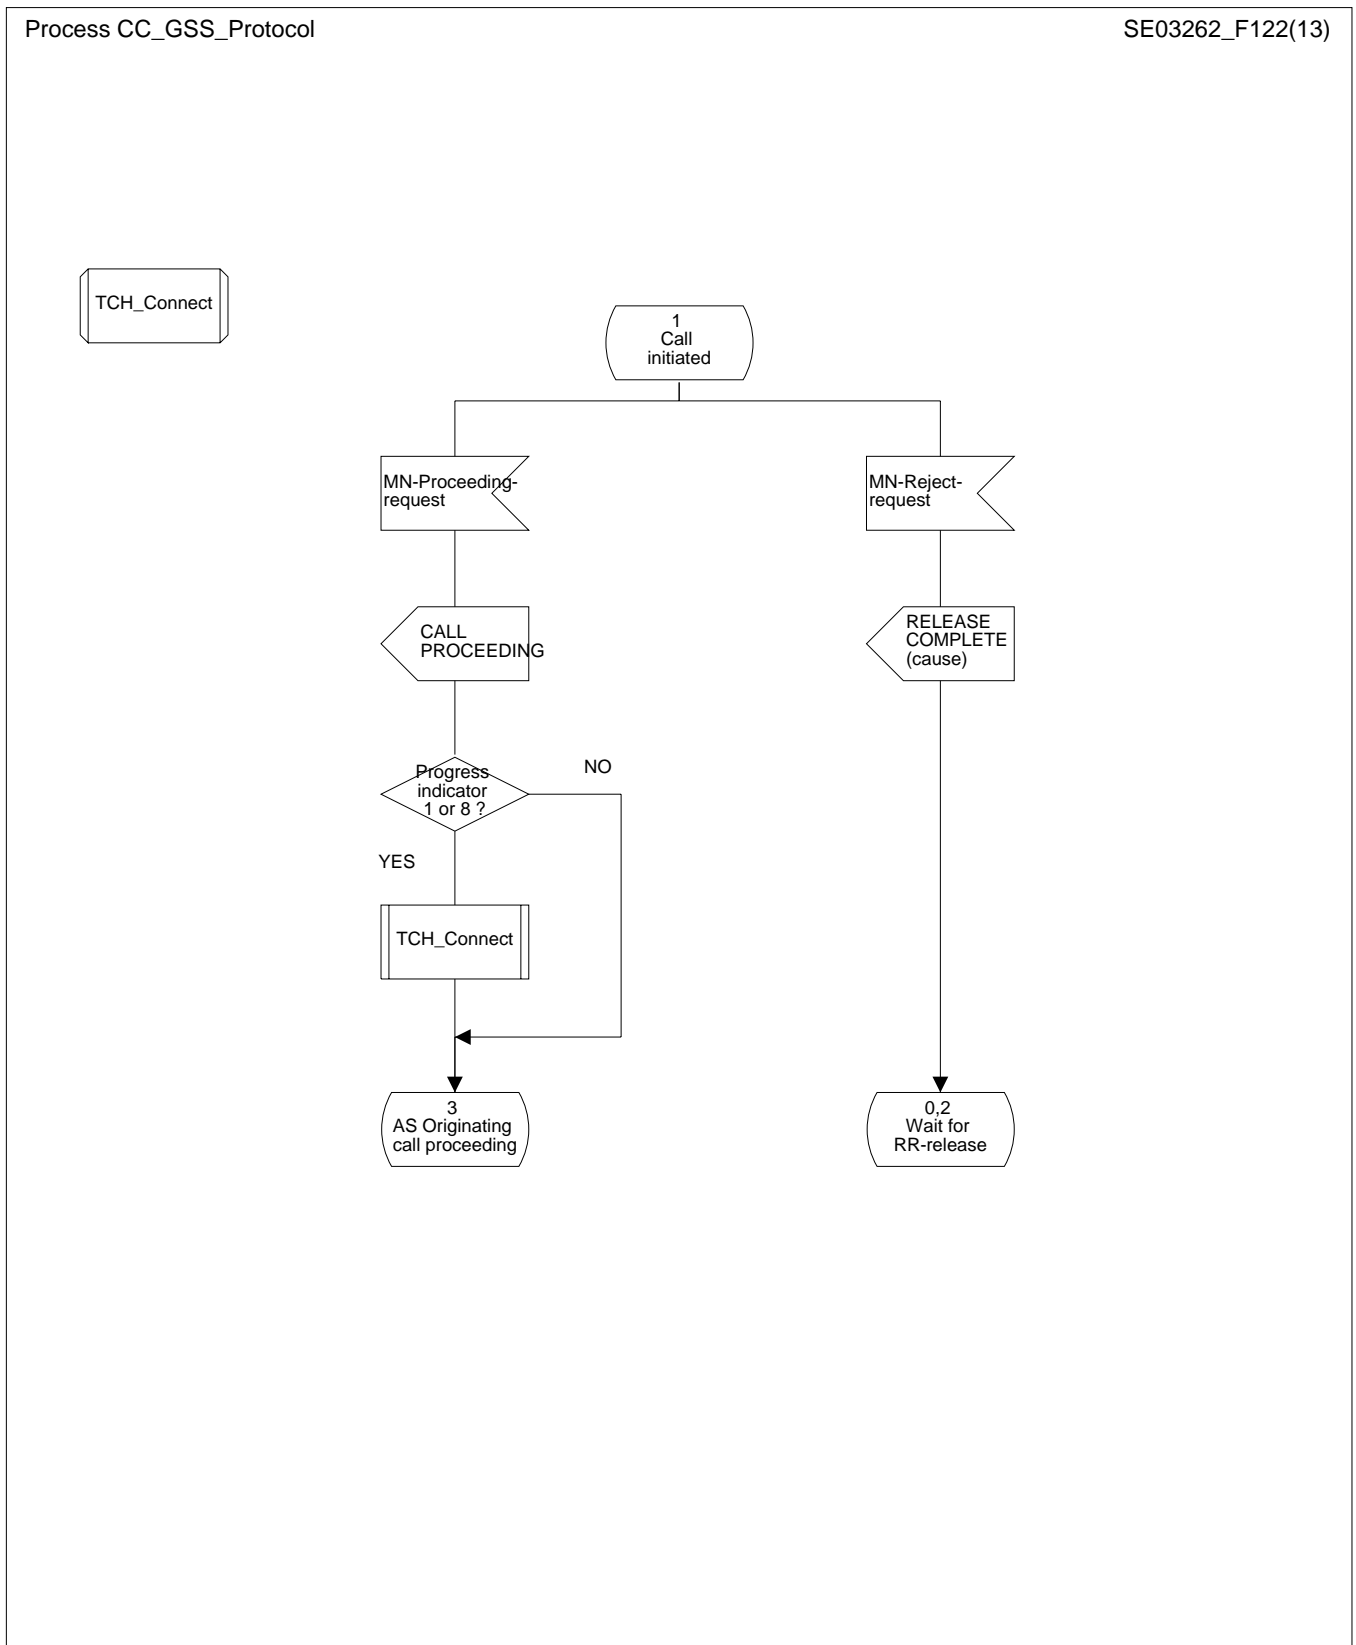 Process CC_GSS_Protocol
SE03262_F122(13)
TCH_Connect
1
Call
initiated
MN-Proceeding-
request
MN-Reject-
request
CALL
PROCEEDING
RELEASE
COMPLETE
(cause)
Progress
indicator
1 or 8 ?
NO
YES
TCH_Connect
3
AS Originating
call proceeding
0,2
Wait for
RR-release